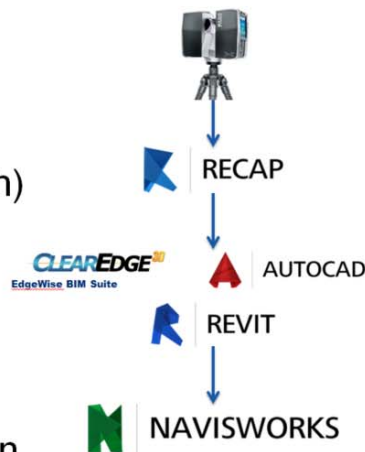 RECAP
n)
CLEAREDGE3D
AUTOCAD
EdgeWise BIM Suite
REVIT
NAVISWORKS
n